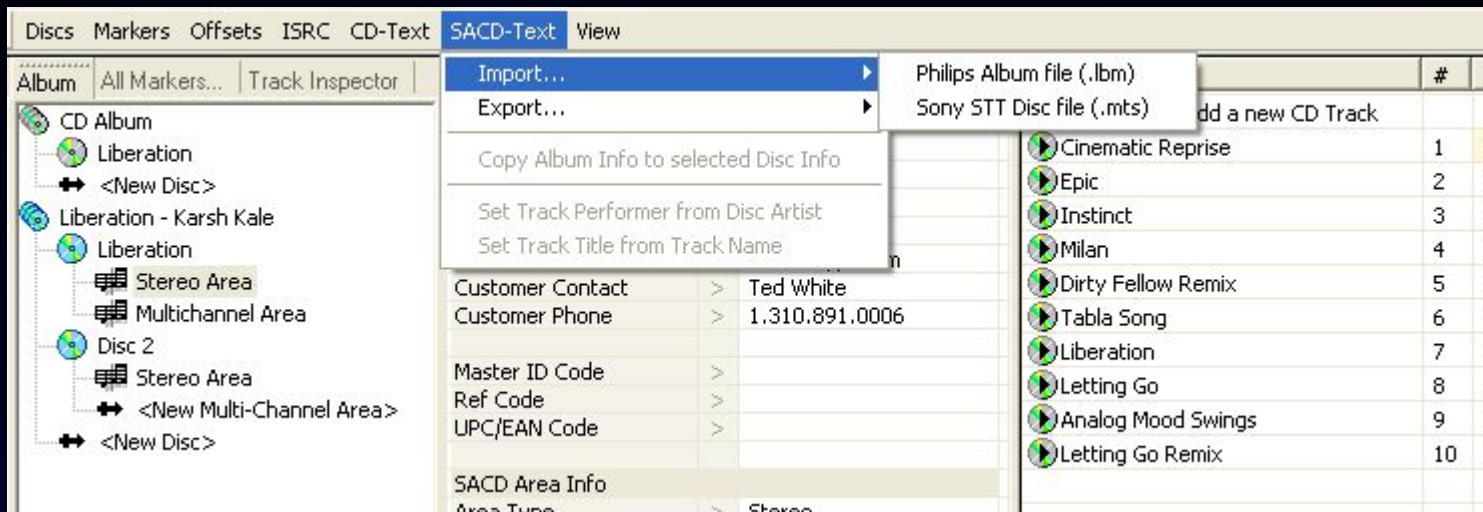 Discs Markers Offsets ISRC CD-Text SACD-Text View
Album All Markers... Track Inspector
CD Album
Liberation
<New Disc>
Liberation - Karsh Kale
Liberation
Stereo Area
Multichannel Area
Disc 2
Stereo Area
<New Multi-Channel Area>
<New Disc>
Import...
Export...
Copy Album Info to selected Disc Info
Set Track Performer from Disc Artist
Set Track Title from Track Name
Philips Album file (.lbm)
Sony STT Disc file (.mts)
Customer Contact > Ted White
Customer Phone > 1.310.891.0006
Master ID Code >
Ref Code >
UPC/EAN Code >
SACD Area Info
Area Type > Stereo
#
dd a new CD Track
Cinematic Reprise 1
Epic 2
Instinct 3
Milan 4
Dirty Fellow Remix 5
Tabla Song 6
Liberation 7
Letting Go 8
Analog Mood Swings 9
Letting Go Remix 10